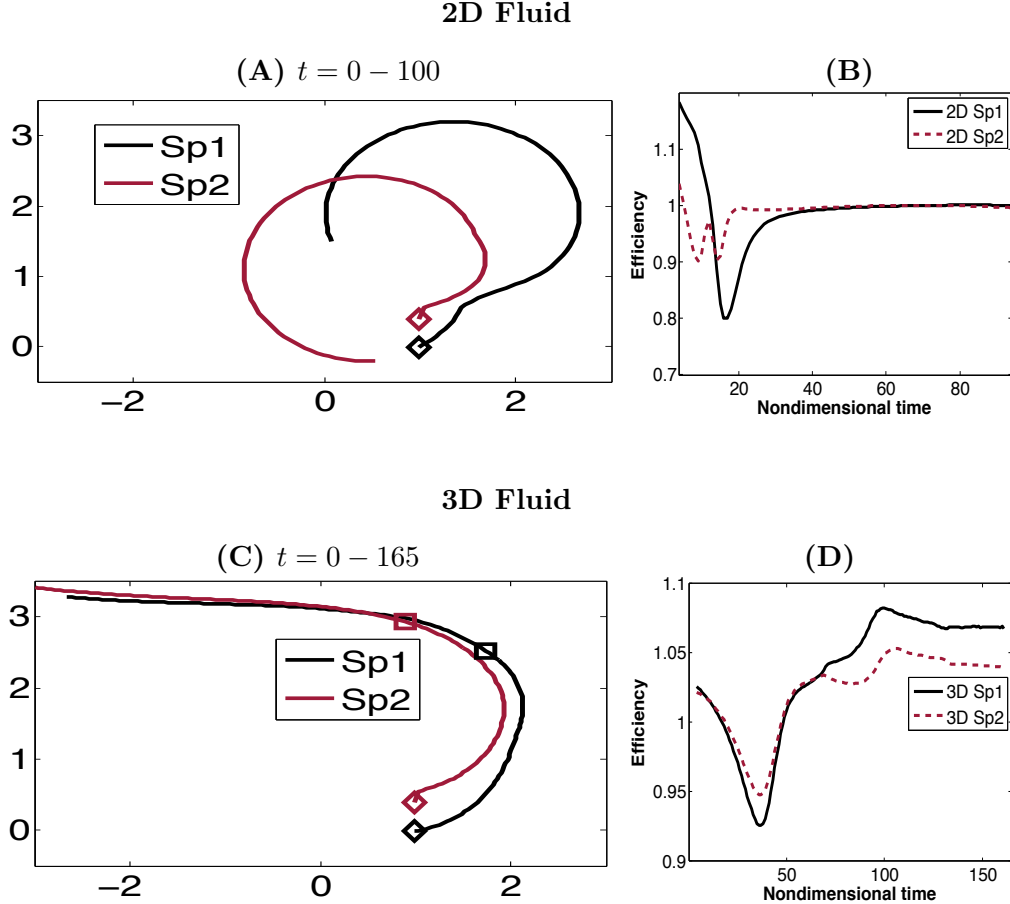 2D Fluid
(A) t = 0 − 100
(B)
Sp1
Sp2
3
2
1
0
−2
0
2
2D Sp1
2D Sp2
1.1
1
0.9
0.8
0.7
Efficiency
20
40
60
80
Nondimensional time
3D Fluid
(C) t = 0 − 165
(D)
Sp1
Sp2
3
2
1
0
−2
0
2
3D Sp1
3D Sp2
1.1
1.05
1
0.95
0.9
Efficiency
50
100
150
Nondimensional time